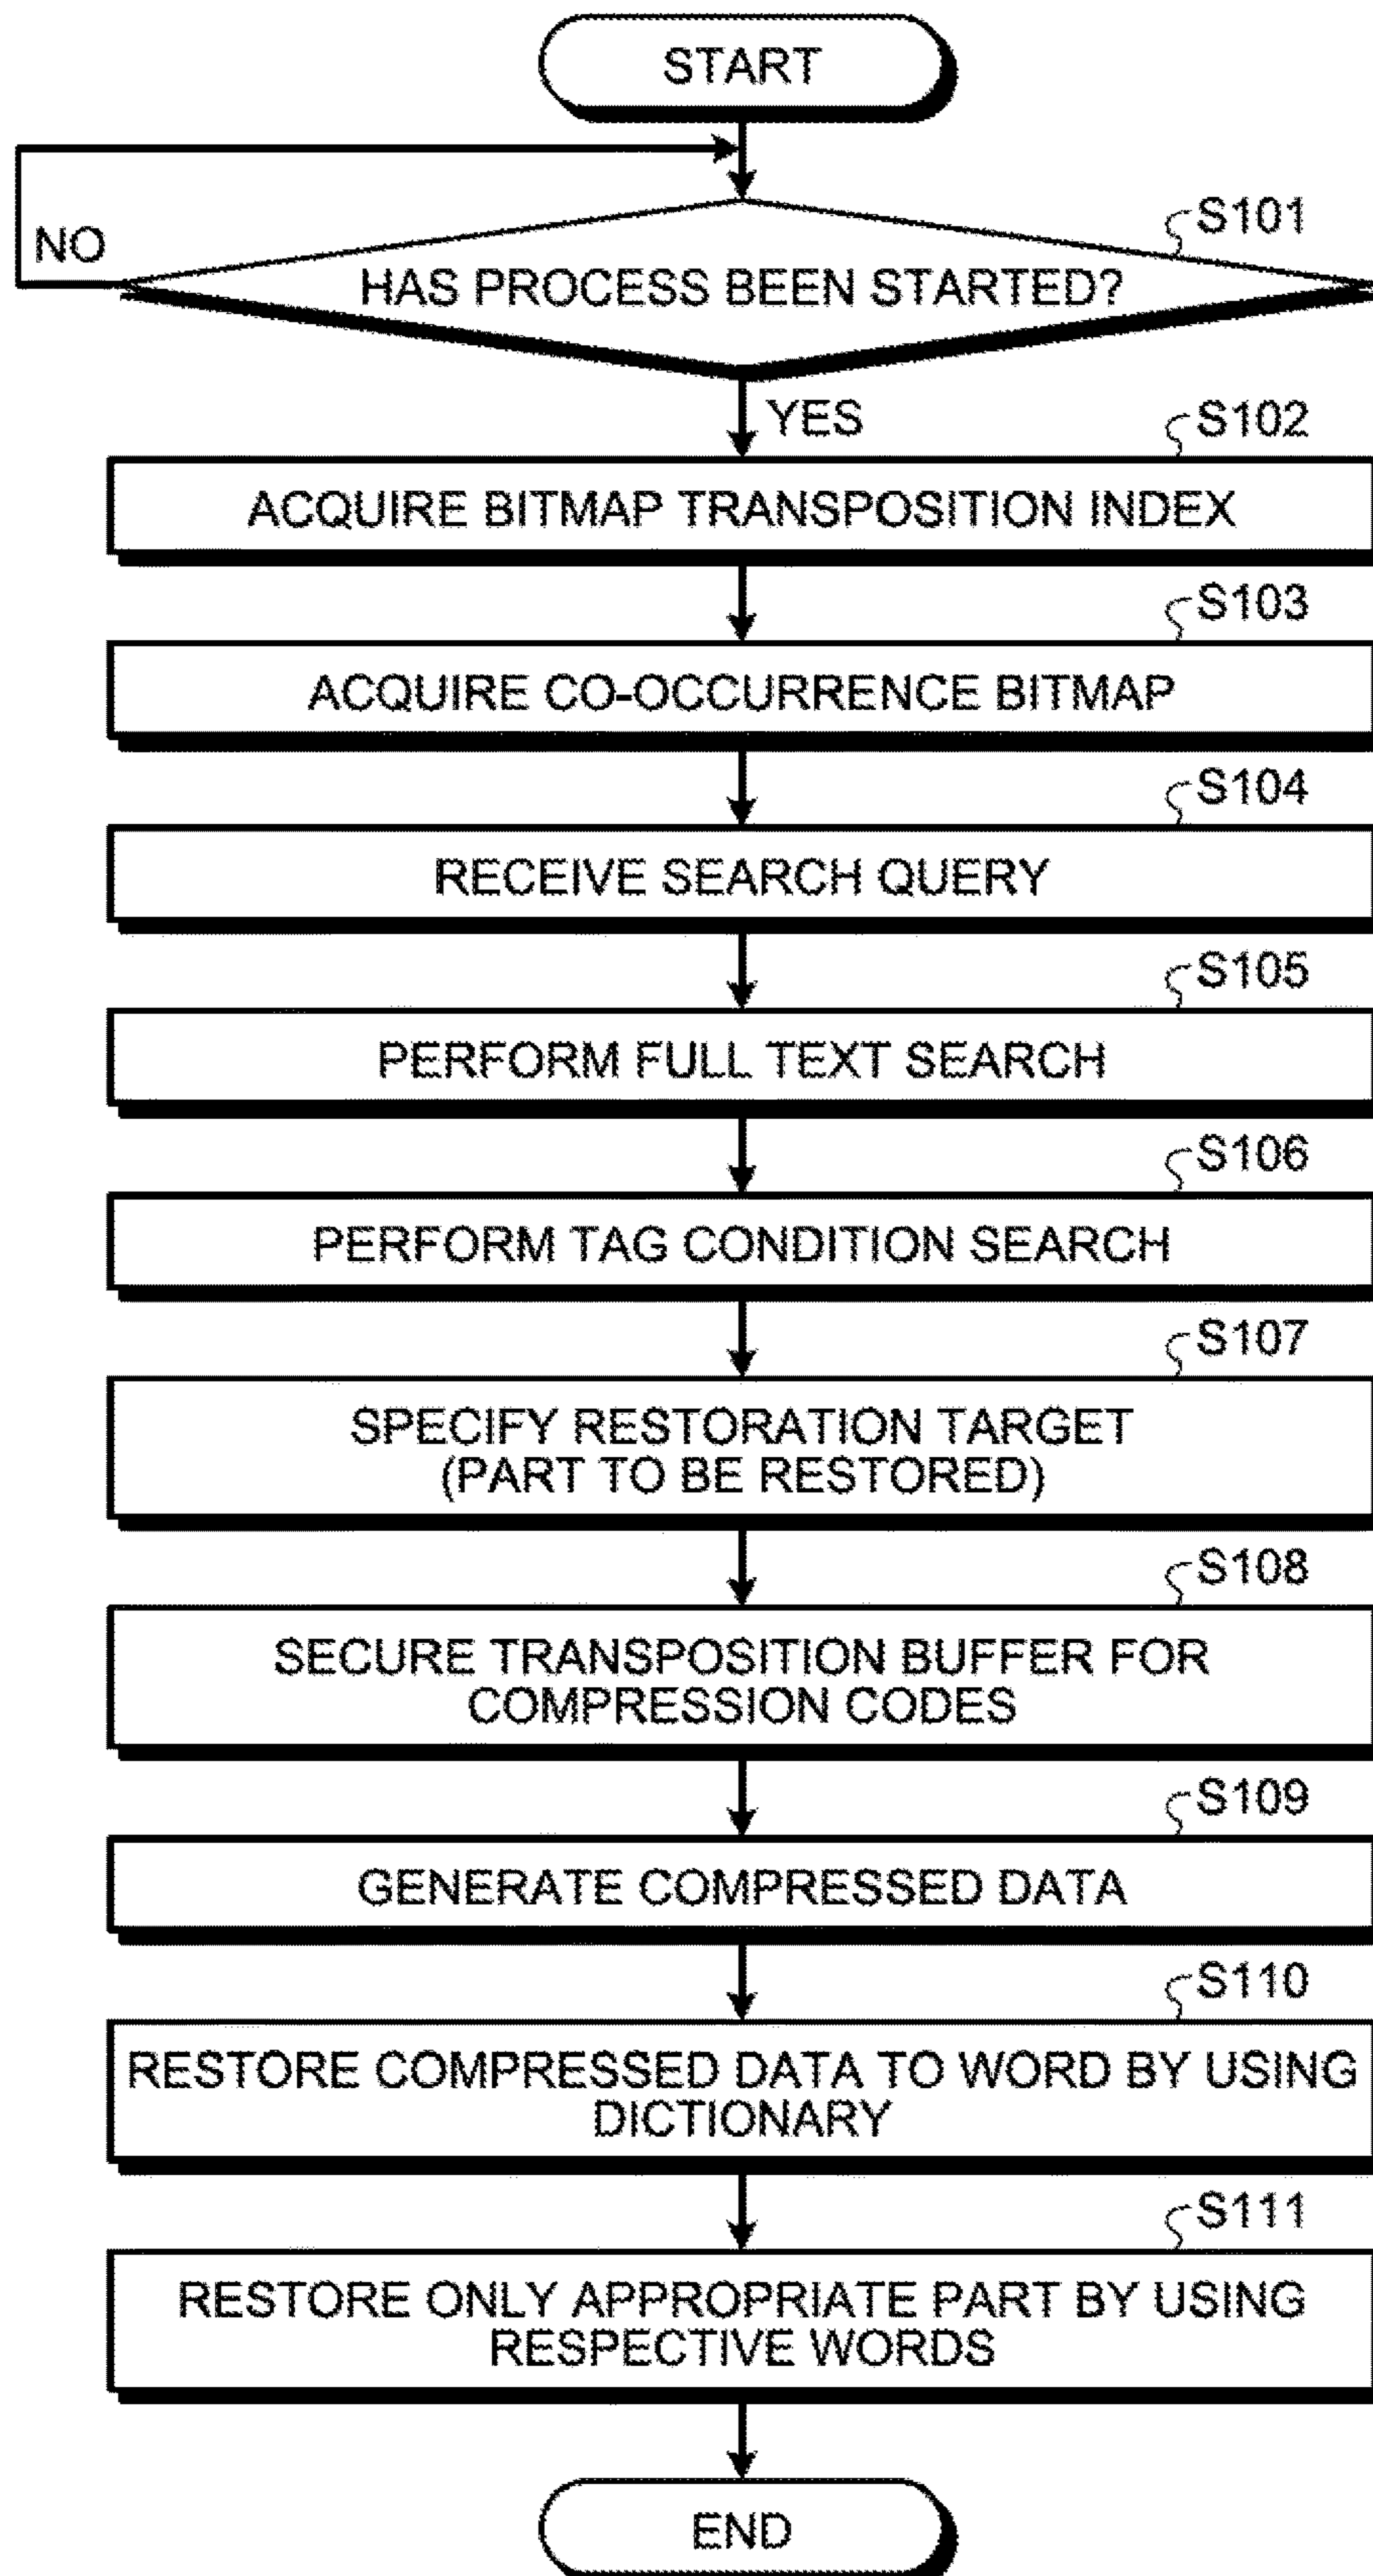 START
NO
S101
HAS PROCESS BEEN STARTED?
YES
S102
ACQUIRE BITMAP TRANSPOSITION INDEX
S103
ACQUIRE CO-OCCURRENCE BITMAP
S104
RECEIVE SEARCH QUERY
S105
PERFORM FULL TEXT SEARCH
S106
PERFORM TAG CONDITION SEARCH
S107
SPECIFY RESTORATION TARGET
(PART TO BE RESTORED)
S108
SECURE TRANSPOSITION BUFFER FOR
COMPRESSION CODES
S109
GENERATE COMPRESSED DATA
S110
RESTORE COMPRESSED DATA TO WORD BY USING
DICTIONARY
S111
RESTORE ONLY APPROPRIATE PART BY USING
RESPECTIVE WORDS
END